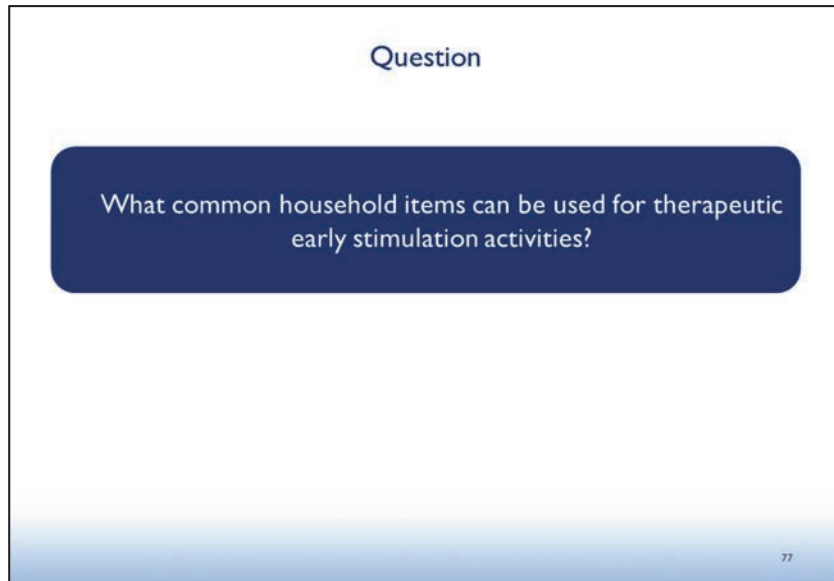 Question
What common household items can be used for therapeutic
early stimulation activities?
77